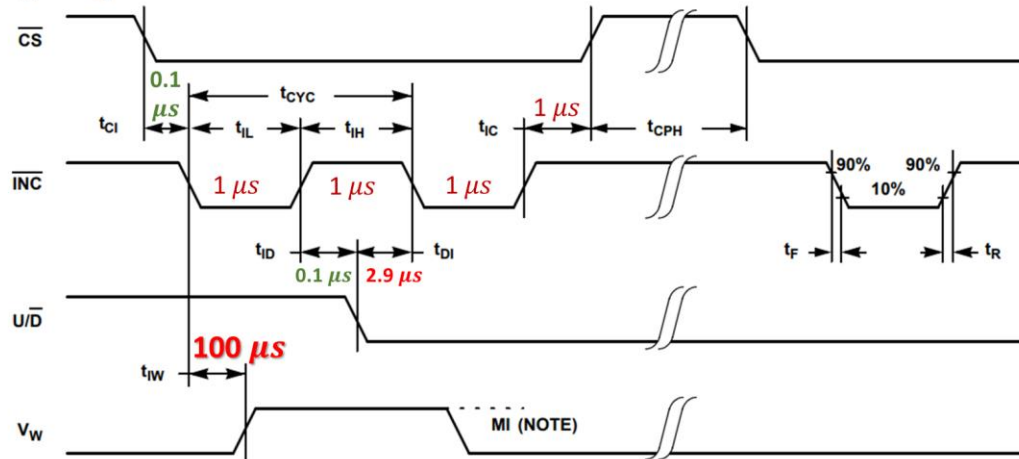 CS
0.1
μs
tCYC
1 μs
tCI
tIL
tIH
tIC
tCPH
INC
1 μs
1 μs
1 μs
90%
90%
10%
tID
tDI
tF
tR
0.1 μs
2.9 μs
U/D
100 μs
tIW
MI (NOTE)
VW